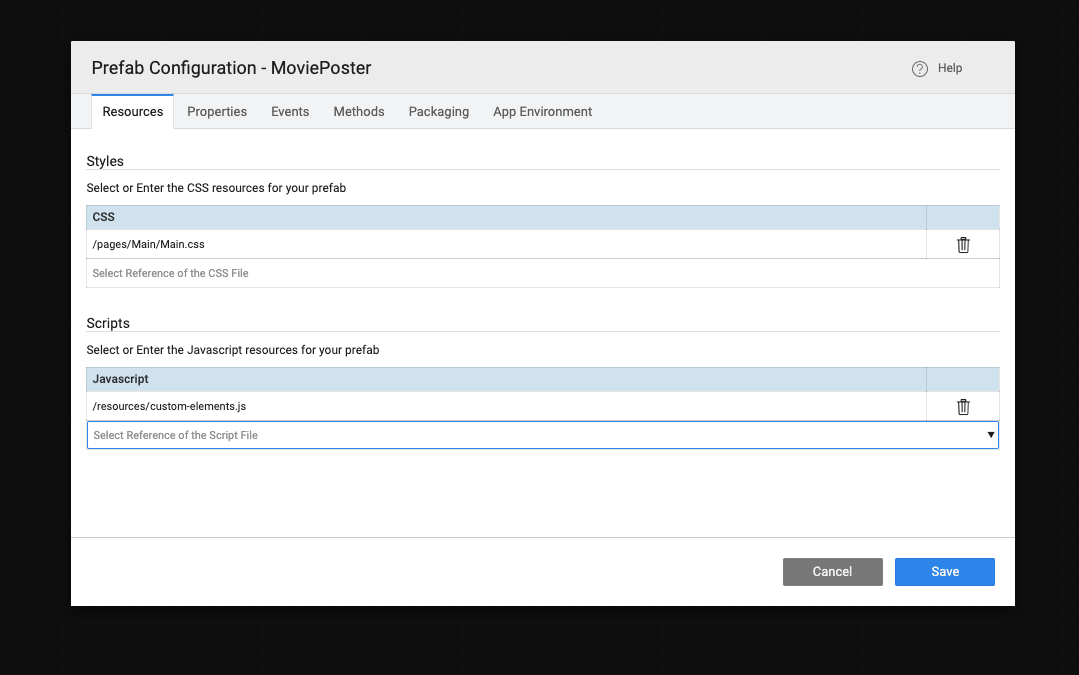 Prefab Configuration - MoviePoster
Help
Resources Properties Events Methods Packaging App Environment
Styles
Select or Enter the CSS resources for your prefab
CSS
/pages/Main/Main.css
Select Reference of the CSS File
Scripts
Select or Enter the Javascript resources for your prefab
Javascript
/resources/custom-elements.js
Select Reference of the Script File
Cancel Save